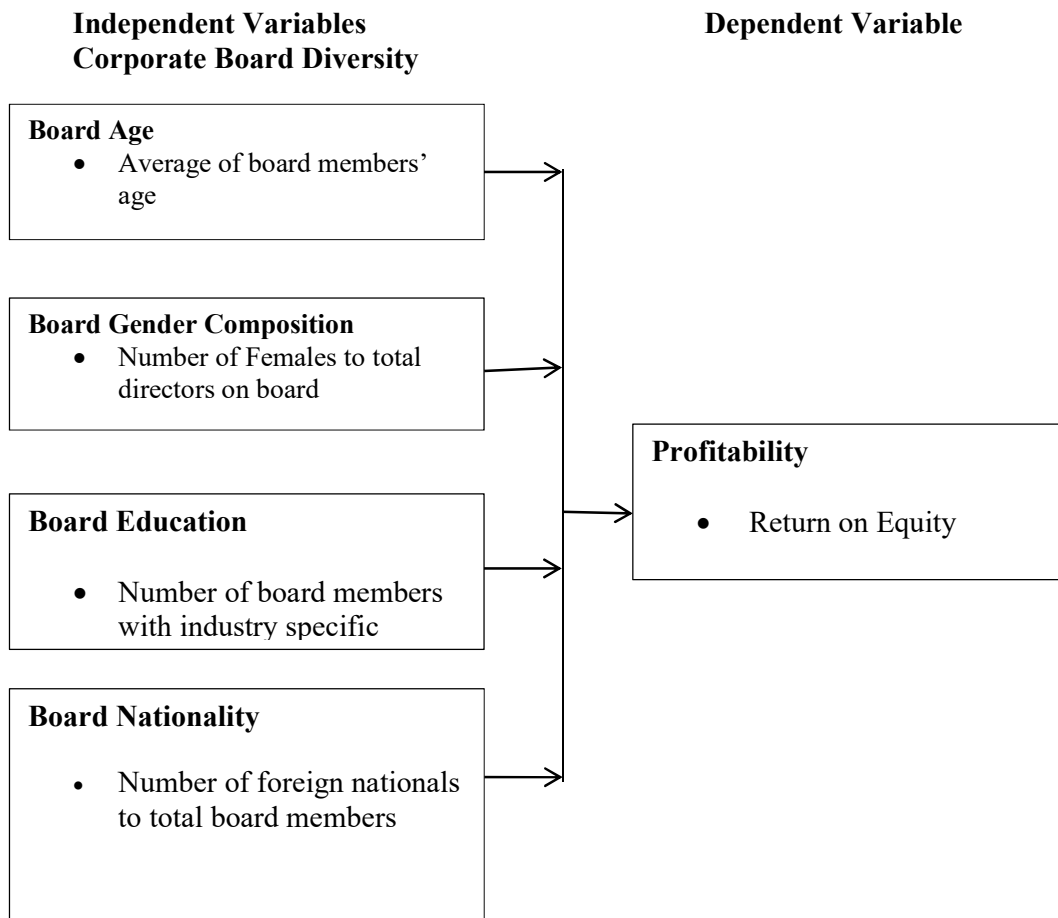 Independent Variables
Corporate Board Diversity
Dependent Variable
Board Age
• Average of board members’
age
Board Gender Composition
• Number of Females to total
directors on board
Board Education
• Number of board members
with industry specific
Board Nationality
• Number of foreign nationals
to total board members
Profitability
• Return on Equity